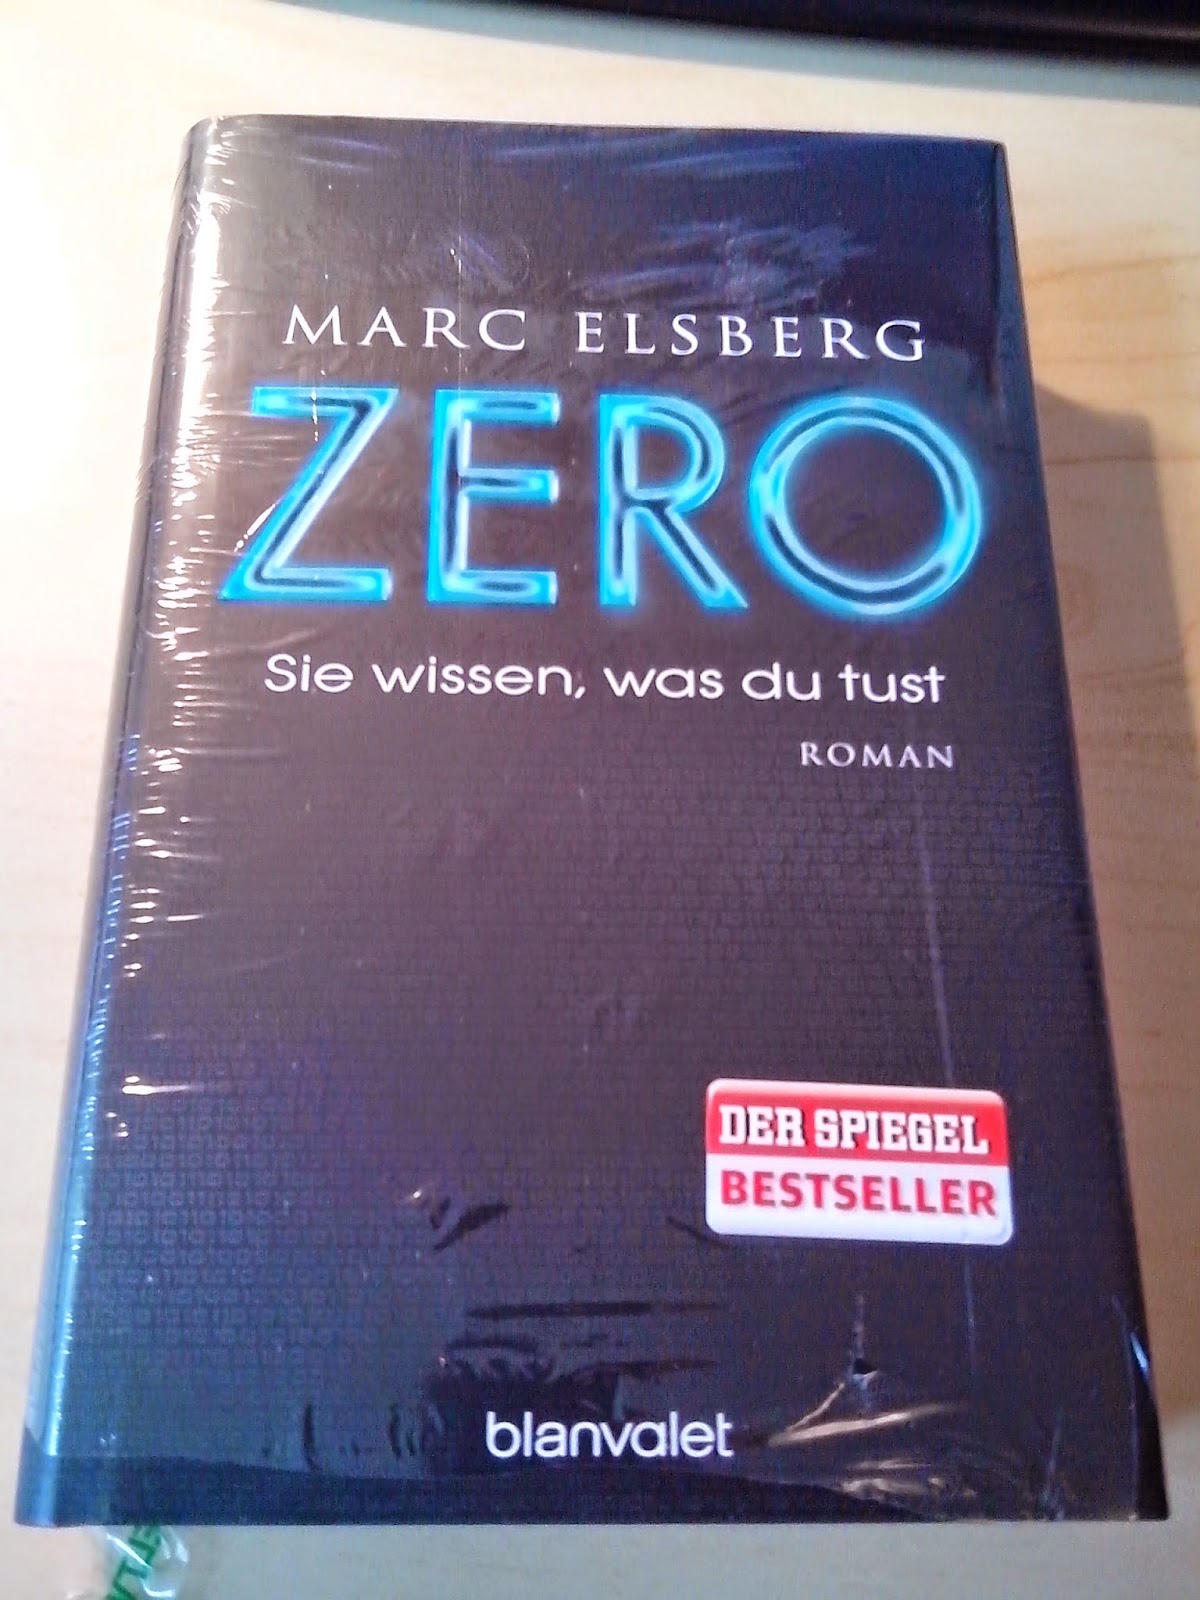 MARC ELSBERG
ZERO
Sie wissen, was du tust
ROMAN
DER SPIEGEL
BESTSELLER
blanvalet